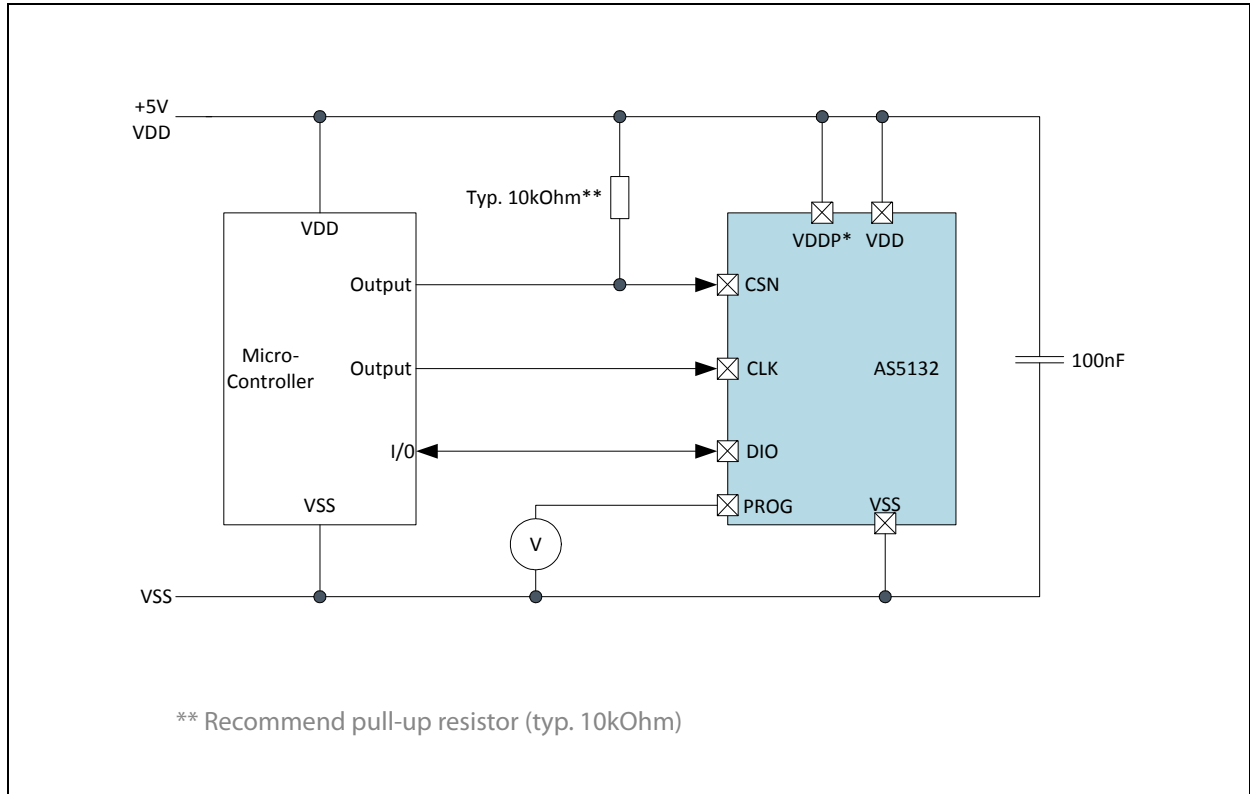 +5V
VDD
Typ. 10kOhm**
VDD
VDDP*
VDD
Output
CSN
Micro-
Controller
Output
CLK
AS5132
100nF
I/0
DIO
VSS
PROG
VSS
V
VSS
** Recommend pull-up resistor (typ. 10kOhm)